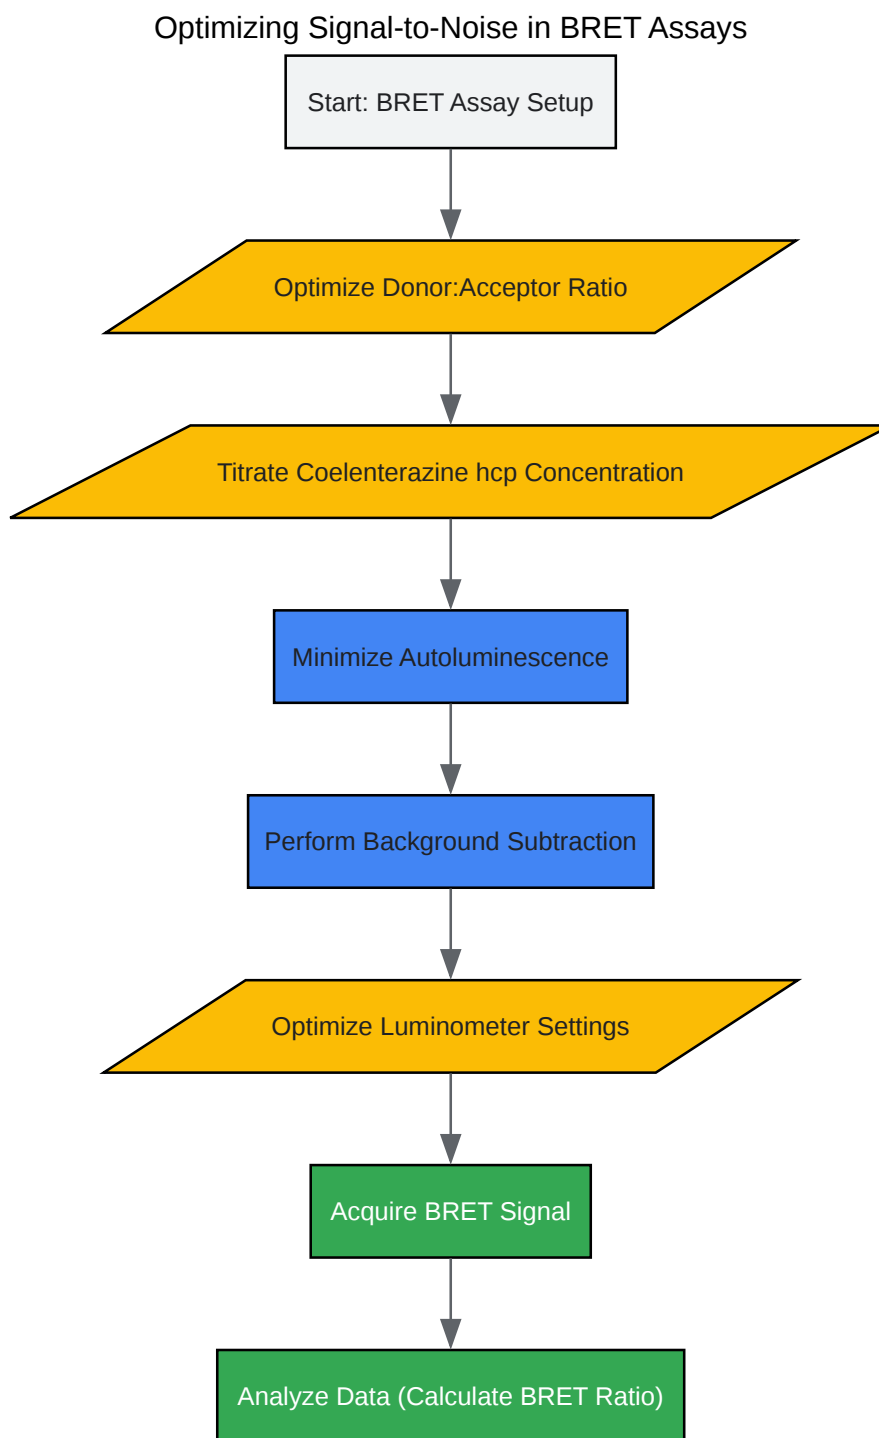 Optimizing Signal-to-Noise in BRET Assays
Start: BRET Assay Setup
Optimize Donor:Acceptor Ratio
Titrate Coelenterazine hcp Concentration
Minimize Autoluminescence
Perform Background Subtraction
Optimize Luminometer Settings
Acquire BRET Signal
Analyze Data (Calculate BRET Ratio)